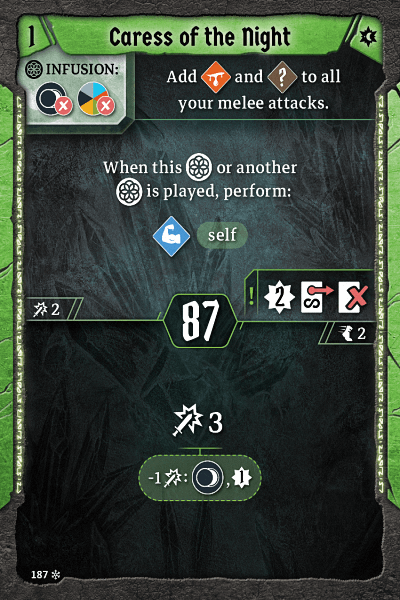 1 Caress of the Night
INFUSION:
Add and ? to all
your melee attacks.
When this or another
is played, perform:
self
2
87
! 2 S
2
3
-1 : , 1
187